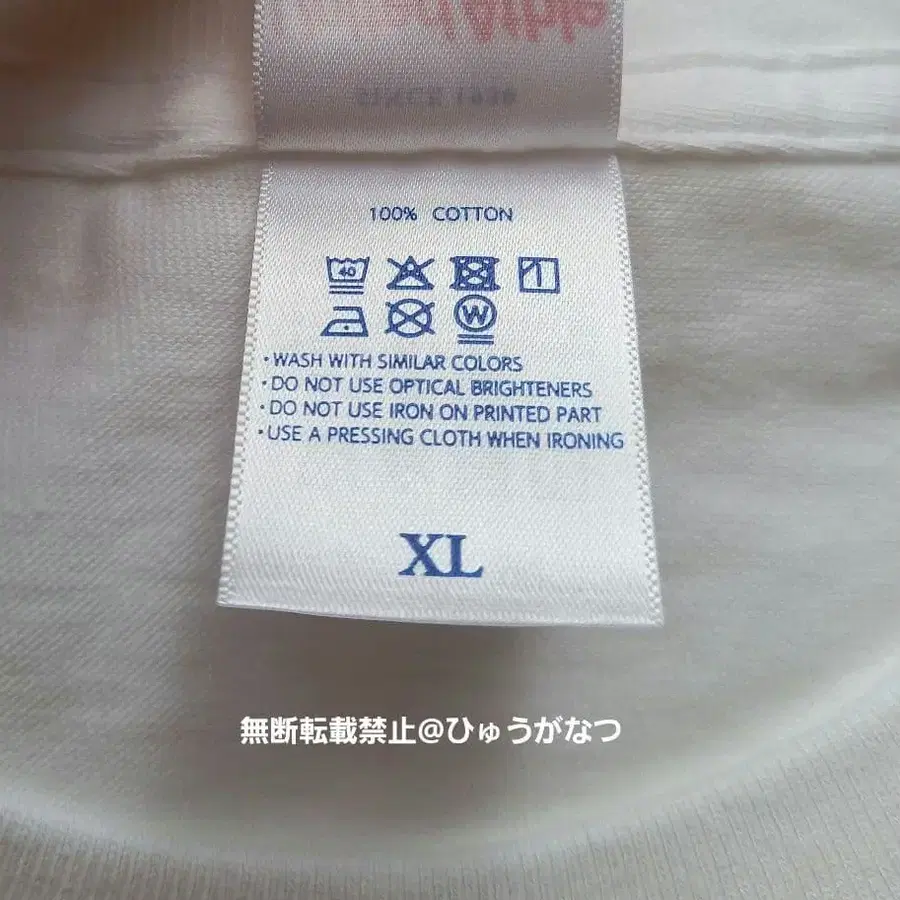 100% COTTON
40
W
・WASH WITH SIMILAR COLORS
・DO NOT USE OPTICAL BRIGHTENERS
・DO NOT USE IRON ON PRINTED PART
・USE A PRESSING CLOTH WHEN IRONING
XL
無断転載禁止@ひゅうがなつ